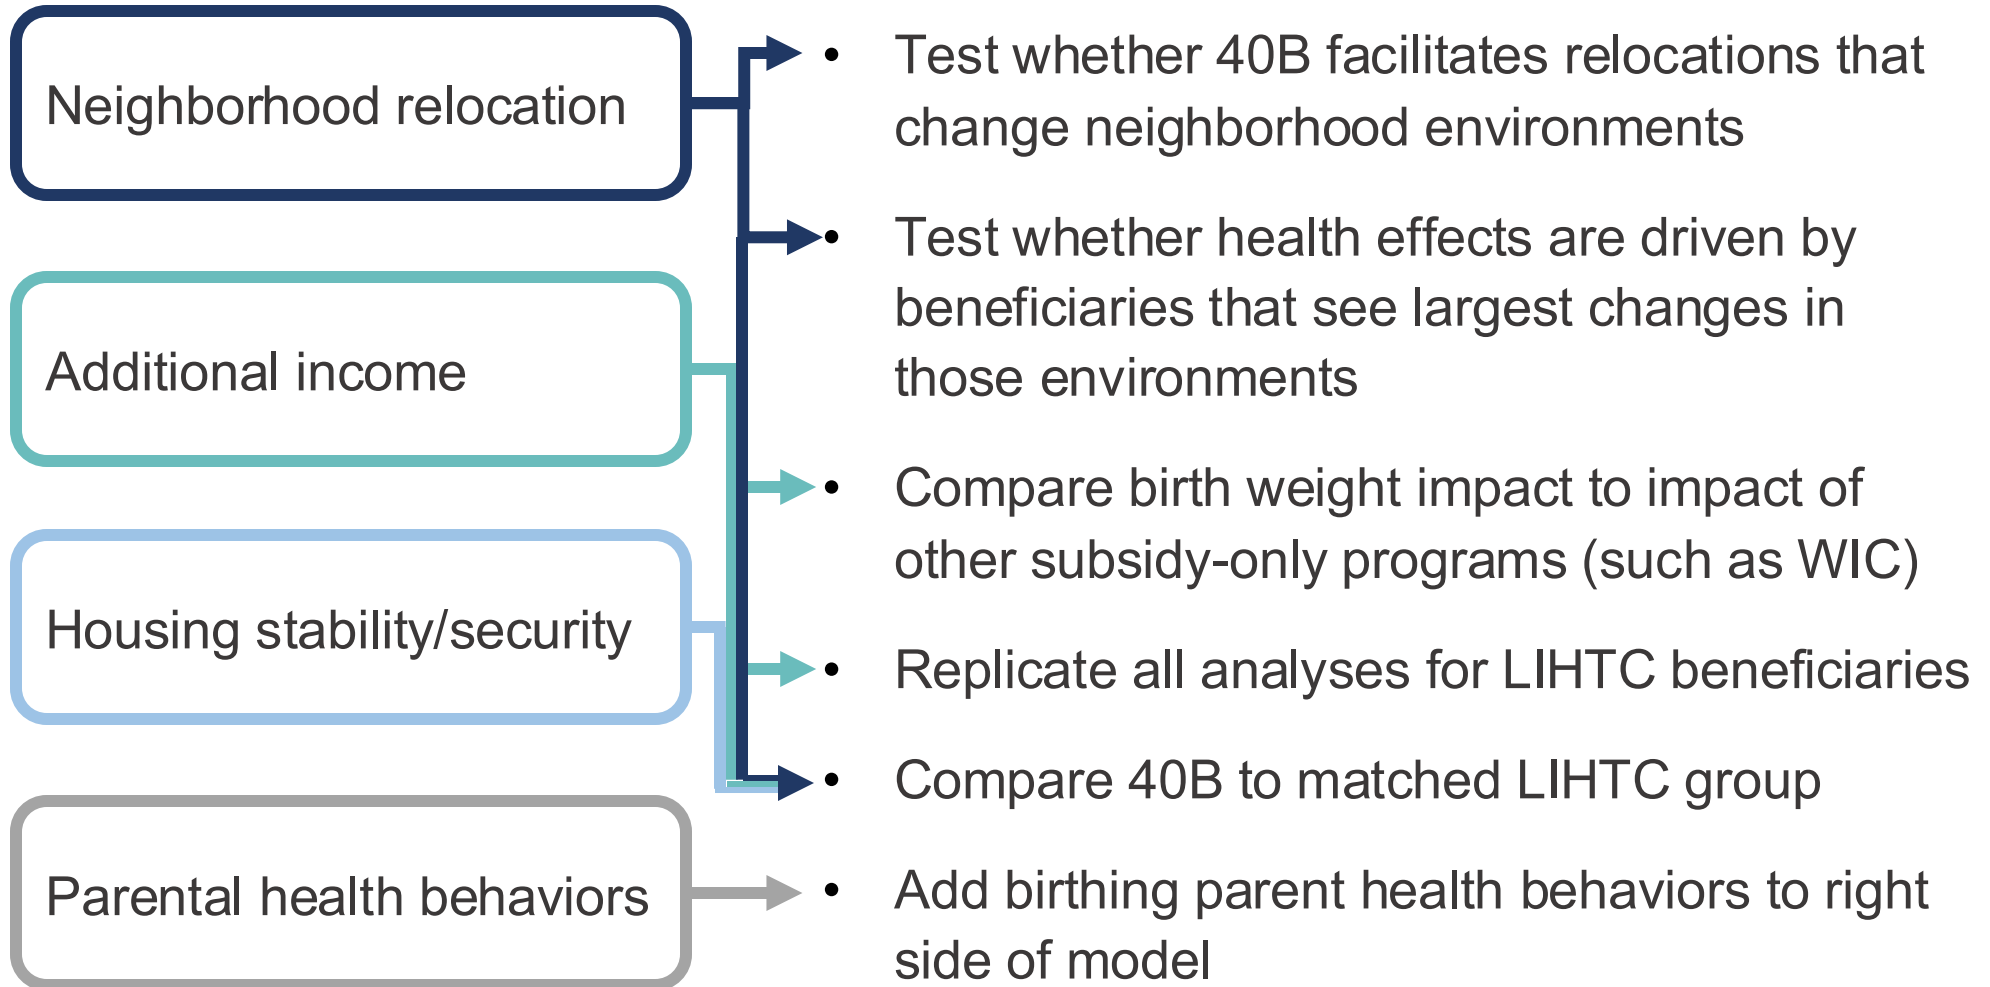 Neighborhood relocation
Additional income
Housing stability/security
Parental health behaviors
• Test whether 40B facilitates relocations that
change neighborhood environments
• Test whether health effects are driven by
beneficiaries that see largest changes in
those environments
• Compare birth weight impact to impact of
other subsidy-only programs (such as WIC)
• Replicate all analyses for LIHTC beneficiaries
• Compare 40B to matched LIHTC group
• Add birthing parent health behaviors to right
side of model